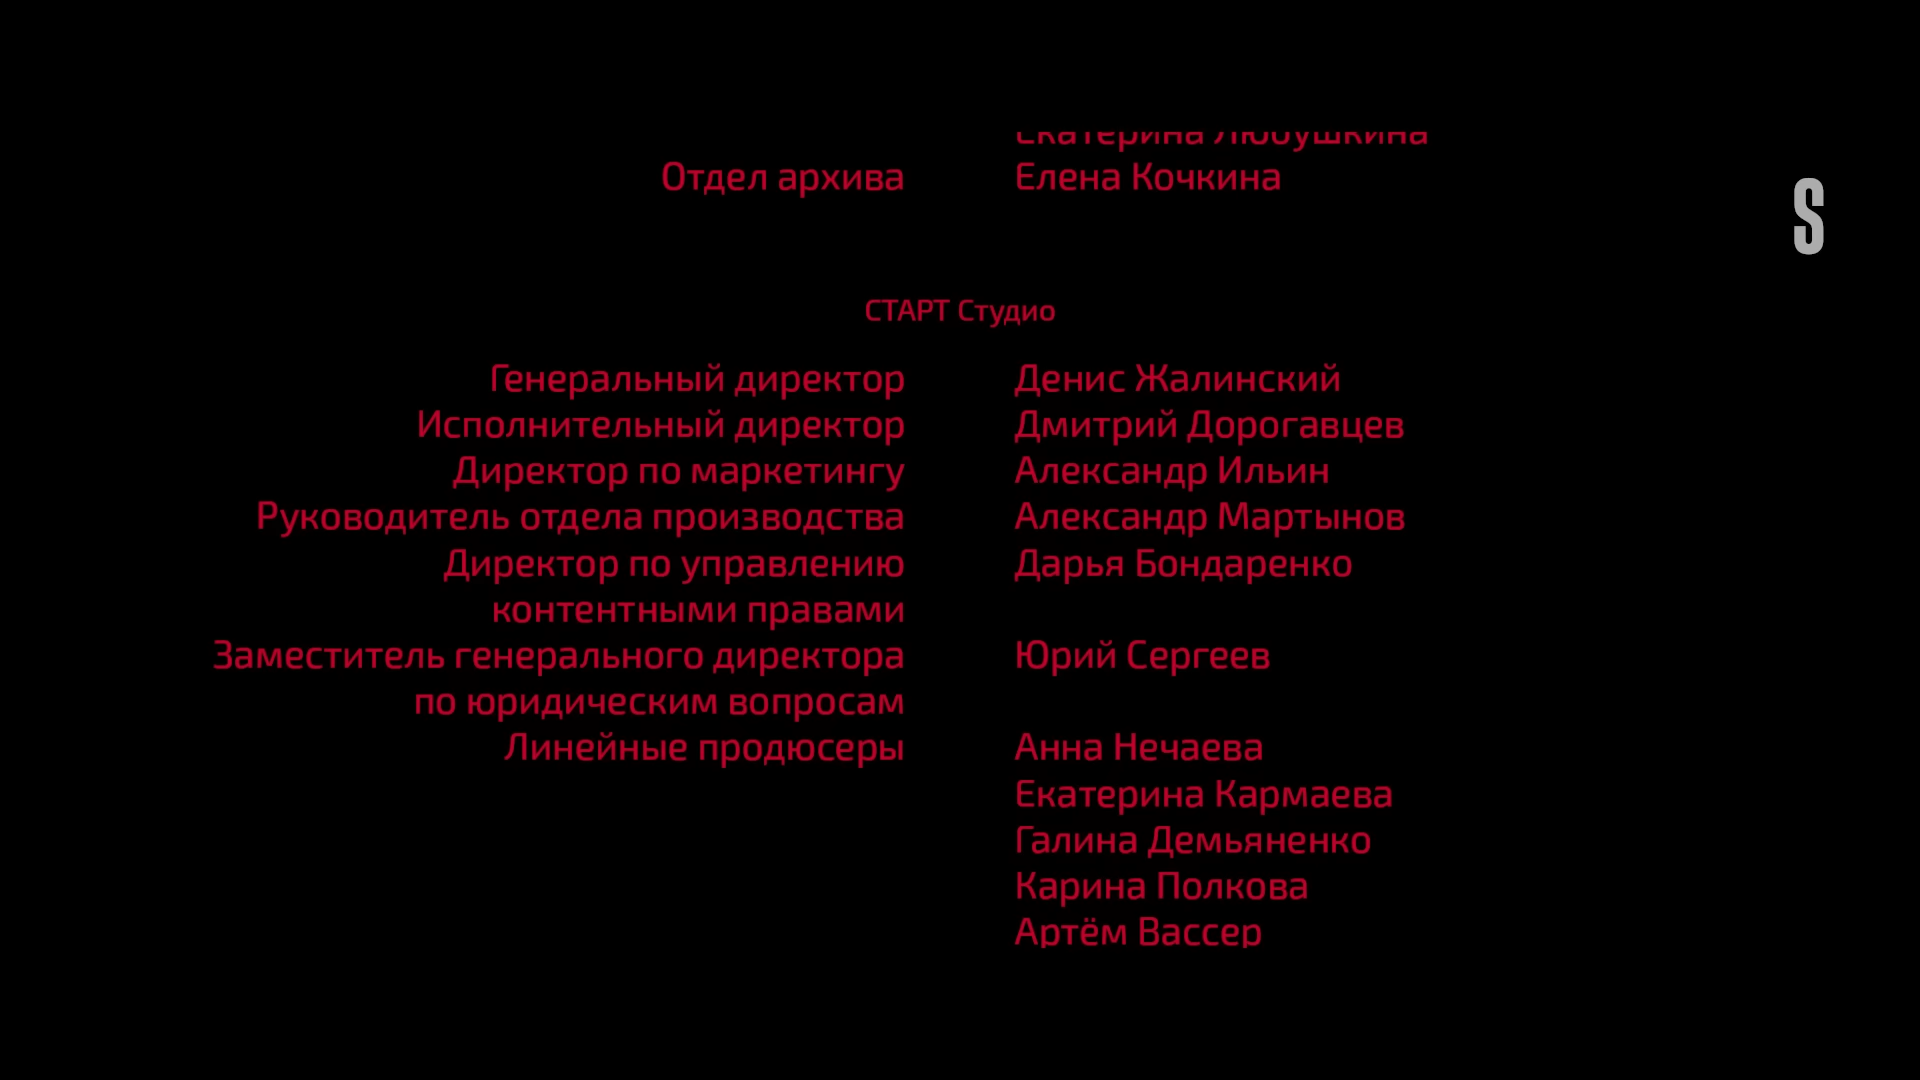 Екатерина Любушкина
Отдел архива Елена Кочкина
S
СТАРТ Студио
Генеральный директор Денис Жалинский
Исполнительный директор Дмитрий Дорогавцев
Директор по маркетингу Александр Ильин
Руководитель отдела производства Александр Мартынов
Директор по управлению Дарья Бондаренко
контентными правами
Заместитель генерального директора Юрий Сергеев
по юридическим вопросам
Линейные продюсеры Анна Нечаева
Екатерина Кармаева
Галина Демьяненко
Карина Полкова
Артём Вассер